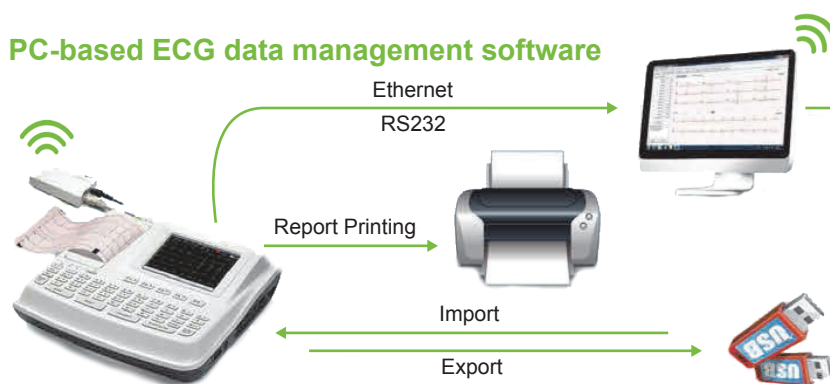 PC-based ECG data management software
Ethernet
RS232
Report Printing
Import
Export
USB
USB